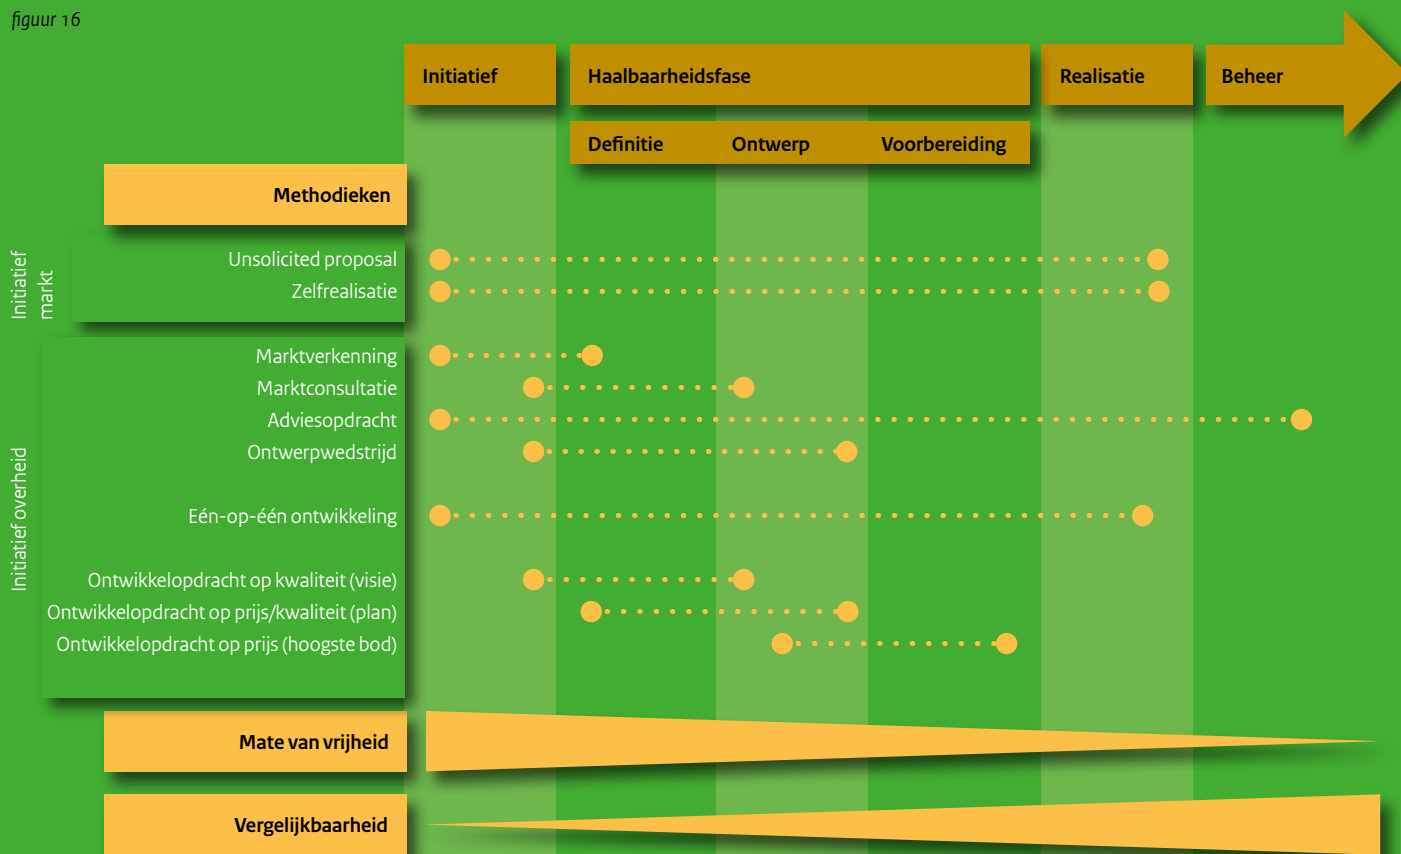 figuur 16
Initiatief
Haalbaarheidsfase
Realisatie
Beheer
Definitie
Ontwerp
Voorbereiding
Methodieken
Initiatief
markt
Unsolicited proposal
Zelfrealisatie
Initiatief overheid
Marktverkenning
Marktconsultatie
Adviesopdracht
Ontwerpwedstrijd
Eén-op-één ontwikkeling
Ontwikkelopdracht op kwaliteit (visie)
Ontwikkelopdracht op prijs/kwaliteit (plan)
Ontwikkelopdracht op prijs (hoogste bod)
Mate van vrijheid
Vergelijkbaarheid